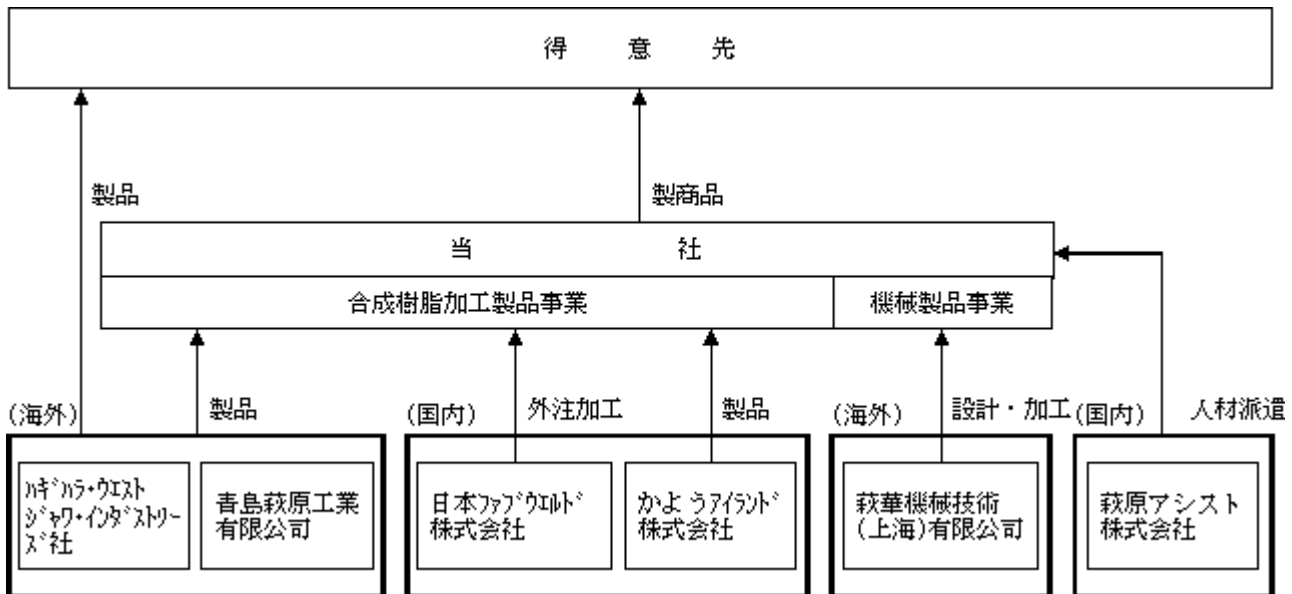 得意先
製品
製商品
当社
合成樹脂加工製品事業
機械製品事業
(海外)
製品
(国内)
外注加工
製品
(海外)
設計・加工
(国内)
人材派遣
ﾊｷﾞﾊﾗ・ｳｴｽﾄ
ｼﾞｬﾜ・ｲﾝﾀﾞｽﾄﾘｰ
ｽﾞ社
青島萩原工業
有限公司
日本ﾌｧﾌﾞｳｴﾙﾄﾞ
株式会社
かようｱｲﾗﾝﾄﾞ
株式会社
萩華機械技術
(上海)有限公司
萩原アシスト
株式会社